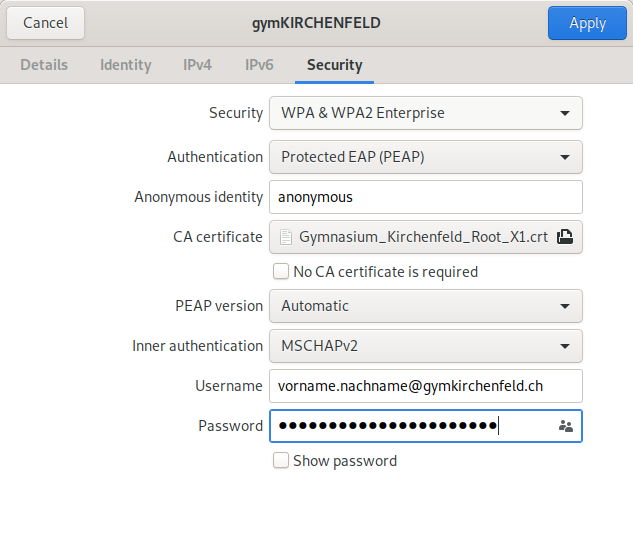 Cancel gymKIRCHENFELD Apply
Details Identity IPv4 IPv6 Security
Security WPA & WPA2 Enterprise
Authentication Protected EAP (PEAP)
Anonymous identity anonymous
CA certificate Gymnasium_Kirchenfeld_Root_X1.crt
No CA certificate is required
PEAP version Automatic
Inner authentication MSCHAPv2
Username vorname.nachname@gymkirchenfeld.ch
Password ●●●●●●●●●●●●●●●●●●●●●●
Show password